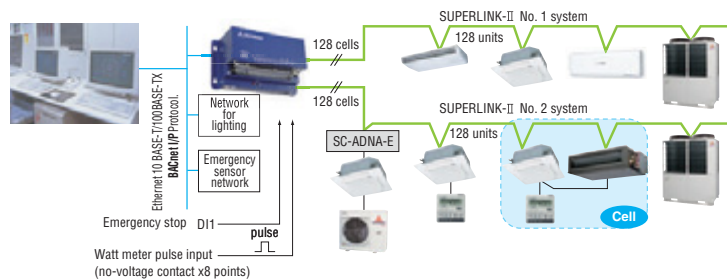 SUPERLINK-II No. 1 system
128 cells
128 units
128 cells
SUPERLINK-II No. 2 system
128 units
SC-ADNA-E
Ethernet 10 BASE-T/100 BASE-TX
BACnet I/P Protocol.
Network
for
lighting
Emergency
sensor
network
Emergency stop DI1
pulse
Watt meter pulse input
(no-voltage contact x8 points)
Cell